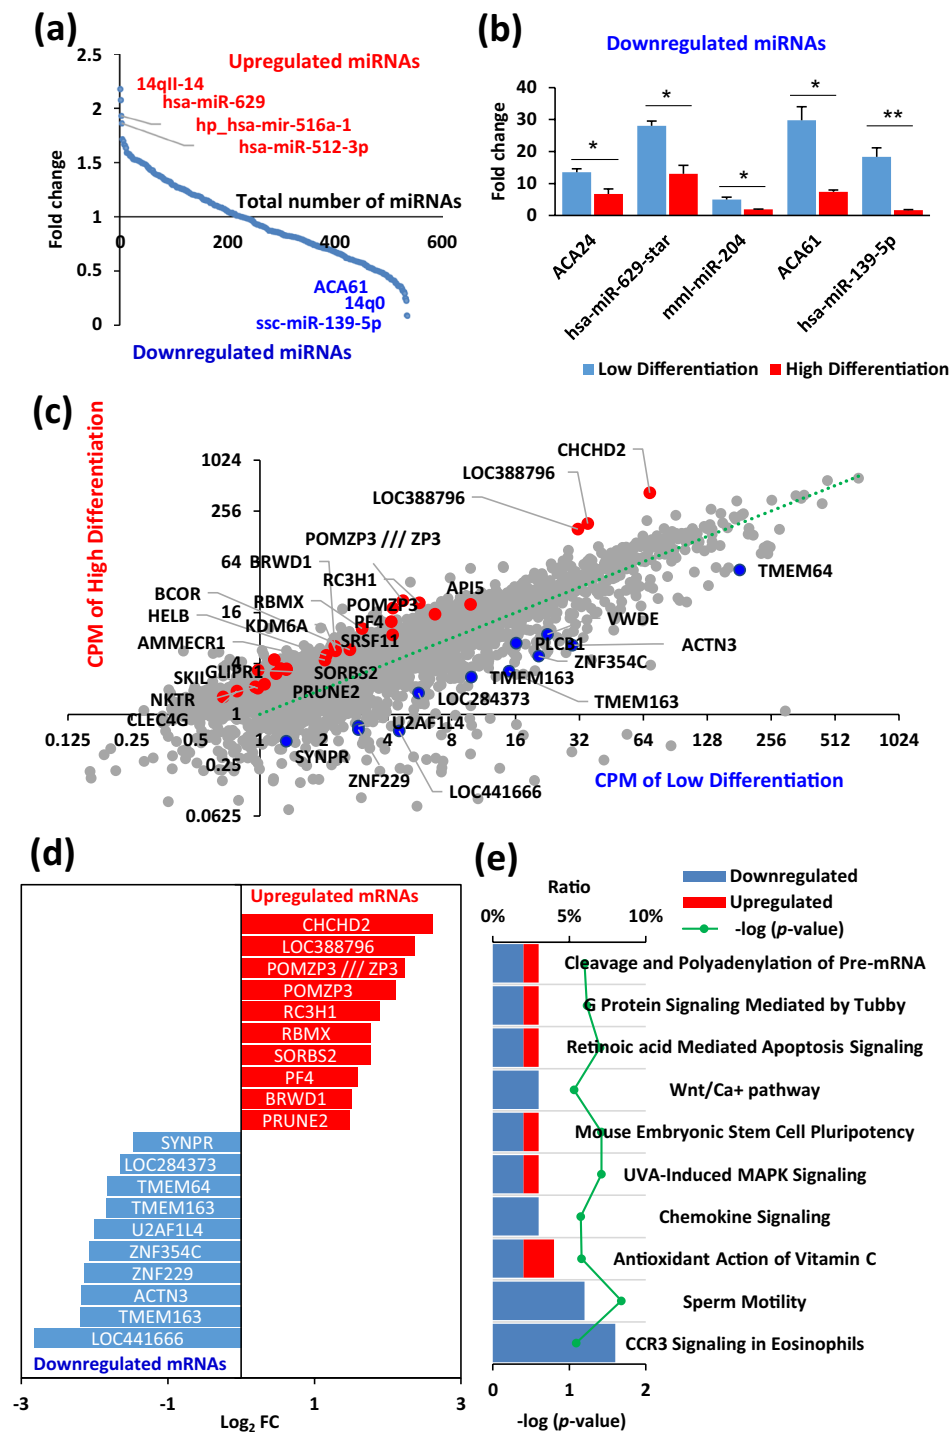 (a)
2.5
Upregulated miRNAs
14qII-14
hsa-miR-629
2
hp_hsa-mir-516a-1
hsa-miR-512-3p
1.5
Fold change
Total number of miRNAs
1
0
200
400
600
0.5
ACA61
14q0
ssc-miR-139-5p
0
Downregulated miRNAs
(b)
Downregulated miRNAs
Fold change
40
30
20
10
0
*
*
*
*
**
ACA24
hsa-miR-629-star
mml-miR-204
ACA61
hsa-miR-139-5p
Low Differentiation
High Differentiation
(c)
CPM of High Differentiation
1024
256
64
16
4
1
0.25
0.0625
CHCHD2
LOC388796
LOC388796
POMZP3 /// ZP3
BRWD1
RC3H1
API5
TMEM64
BCOR
RBMX
POMZP3
HELB
KDM6A
PF4
VWDE
AMMECR1
SRSF11
PLCB1
ACTN3
SKIL
GLIPR1
SORBS2
ZNF354C
NKTR
PRUNE2
TMEM163
LOC284373
TMEM163
CLEC4G
U2AF1L4
0.125
0.25
0.5
1
2
4
8
16
32
64
128
256
512
1024
SYNPR
ZNF229
LOC441666
CPM of Low Differentiation
(d)
Upregulated mRNAs
CHCHD2
LOC388796
POMZP3 /// ZP3
POMZP3
RC3H1
RBMX
SORBS2
PF4
BRWD1
PRUNE2
SYNPR
LOC284373
TMEM64
TMEM163
U2AF1L4
ZNF354C
ZNF229
ACTN3
TMEM163
LOC441666
Downregulated mRNAs
-3
-1
1
3
Log2 FC
(e)
Ratio
Downregulated
Upregulated
-log (p-value)
0%
5%
10%
Cleavage and Polyadenylation of Pre-mRNA
G Protein Signaling Mediated by Tubby
Retinoic acid Mediated Apoptosis Signaling
Wnt/Ca+ pathway
Mouse Embryonic Stem Cell Pluripotency
UVA-Induced MAPK Signaling
Chemokine Signaling
Antioxidant Action of Vitamin C
Sperm Motility
CCR3 Signaling in Eosinophils
0
1
2
-log (p-value)